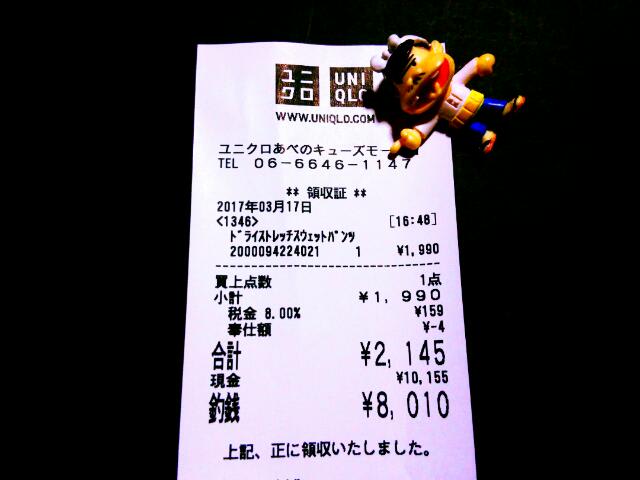 ユニクロ UNIQLO
WWW.UNIQLO.COM
ユニクロあべのキューズモー
TEL 06-6646-1147
** 領収証 **
2017年03月17日
<1346> [16:48]
ドライストレッチスウェットパンツ
2000094224021 1 ¥1,990
買上点数 1点
小計 ¥1,990
税金 8.00% ¥159
奉仕額 ¥-4
合計 ¥2,145
現金 ¥10,155
釣銭 ¥8,010
上記、正に領収いたしました。